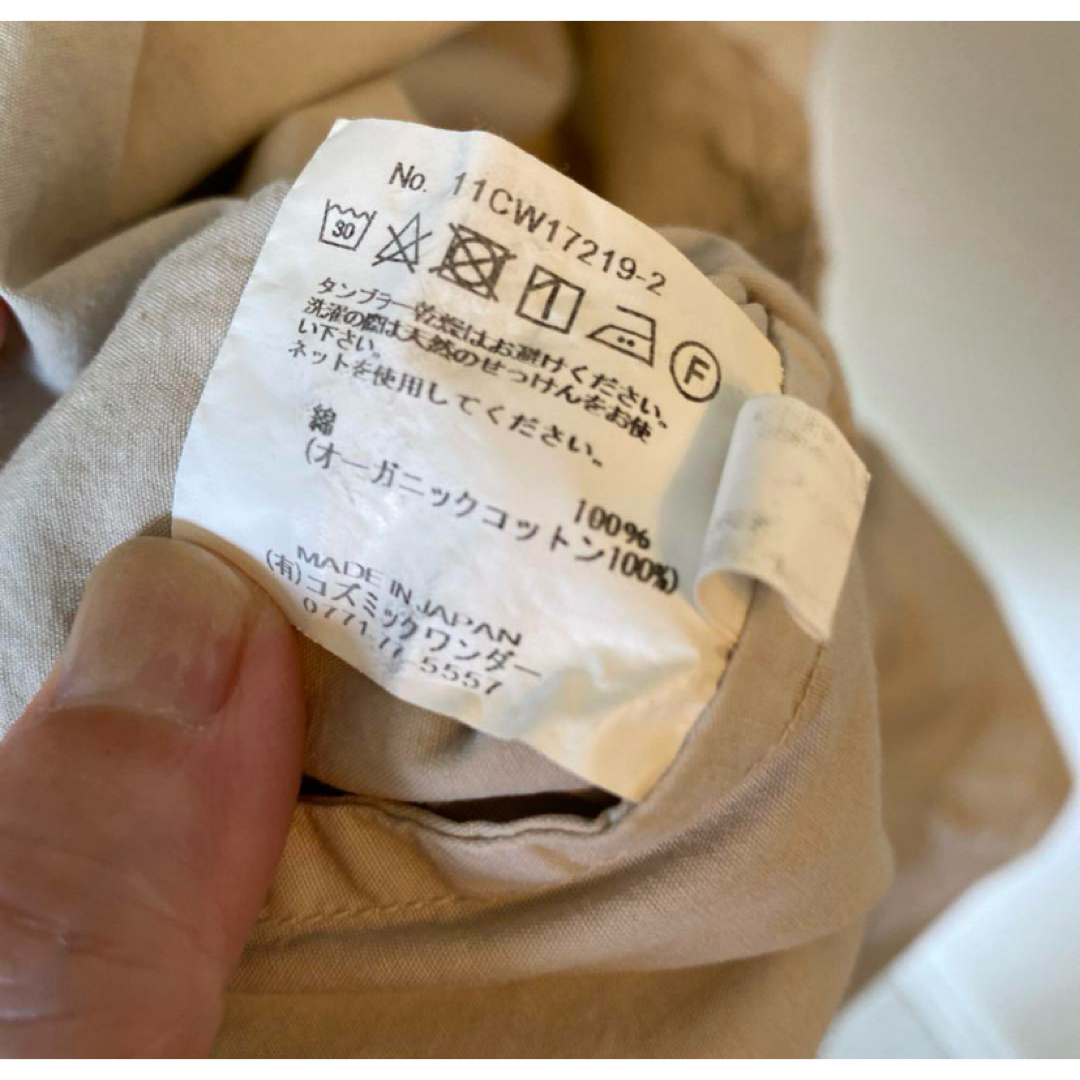 No. 11CW17219-2
30
F
タンブラー乾燥はお避けください。
洗濯の際は天然のせっけんをお使
い下さい。
ネットを使用してください。
綿 100%
(オーガニックコットン100%)
MADE IN JAPAN
(有)コズミックワンダー